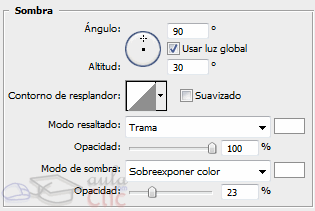 Sombra
Ángulo: 90 °
Usar luz global
Altitud: 30 °
Contorno de resplandor: Suavizado
Modo resaltado: Trama
Opacidad: 100 %
Modo de sombra: Sobreexponer color
Opacidad: 23 %
aula
Clic